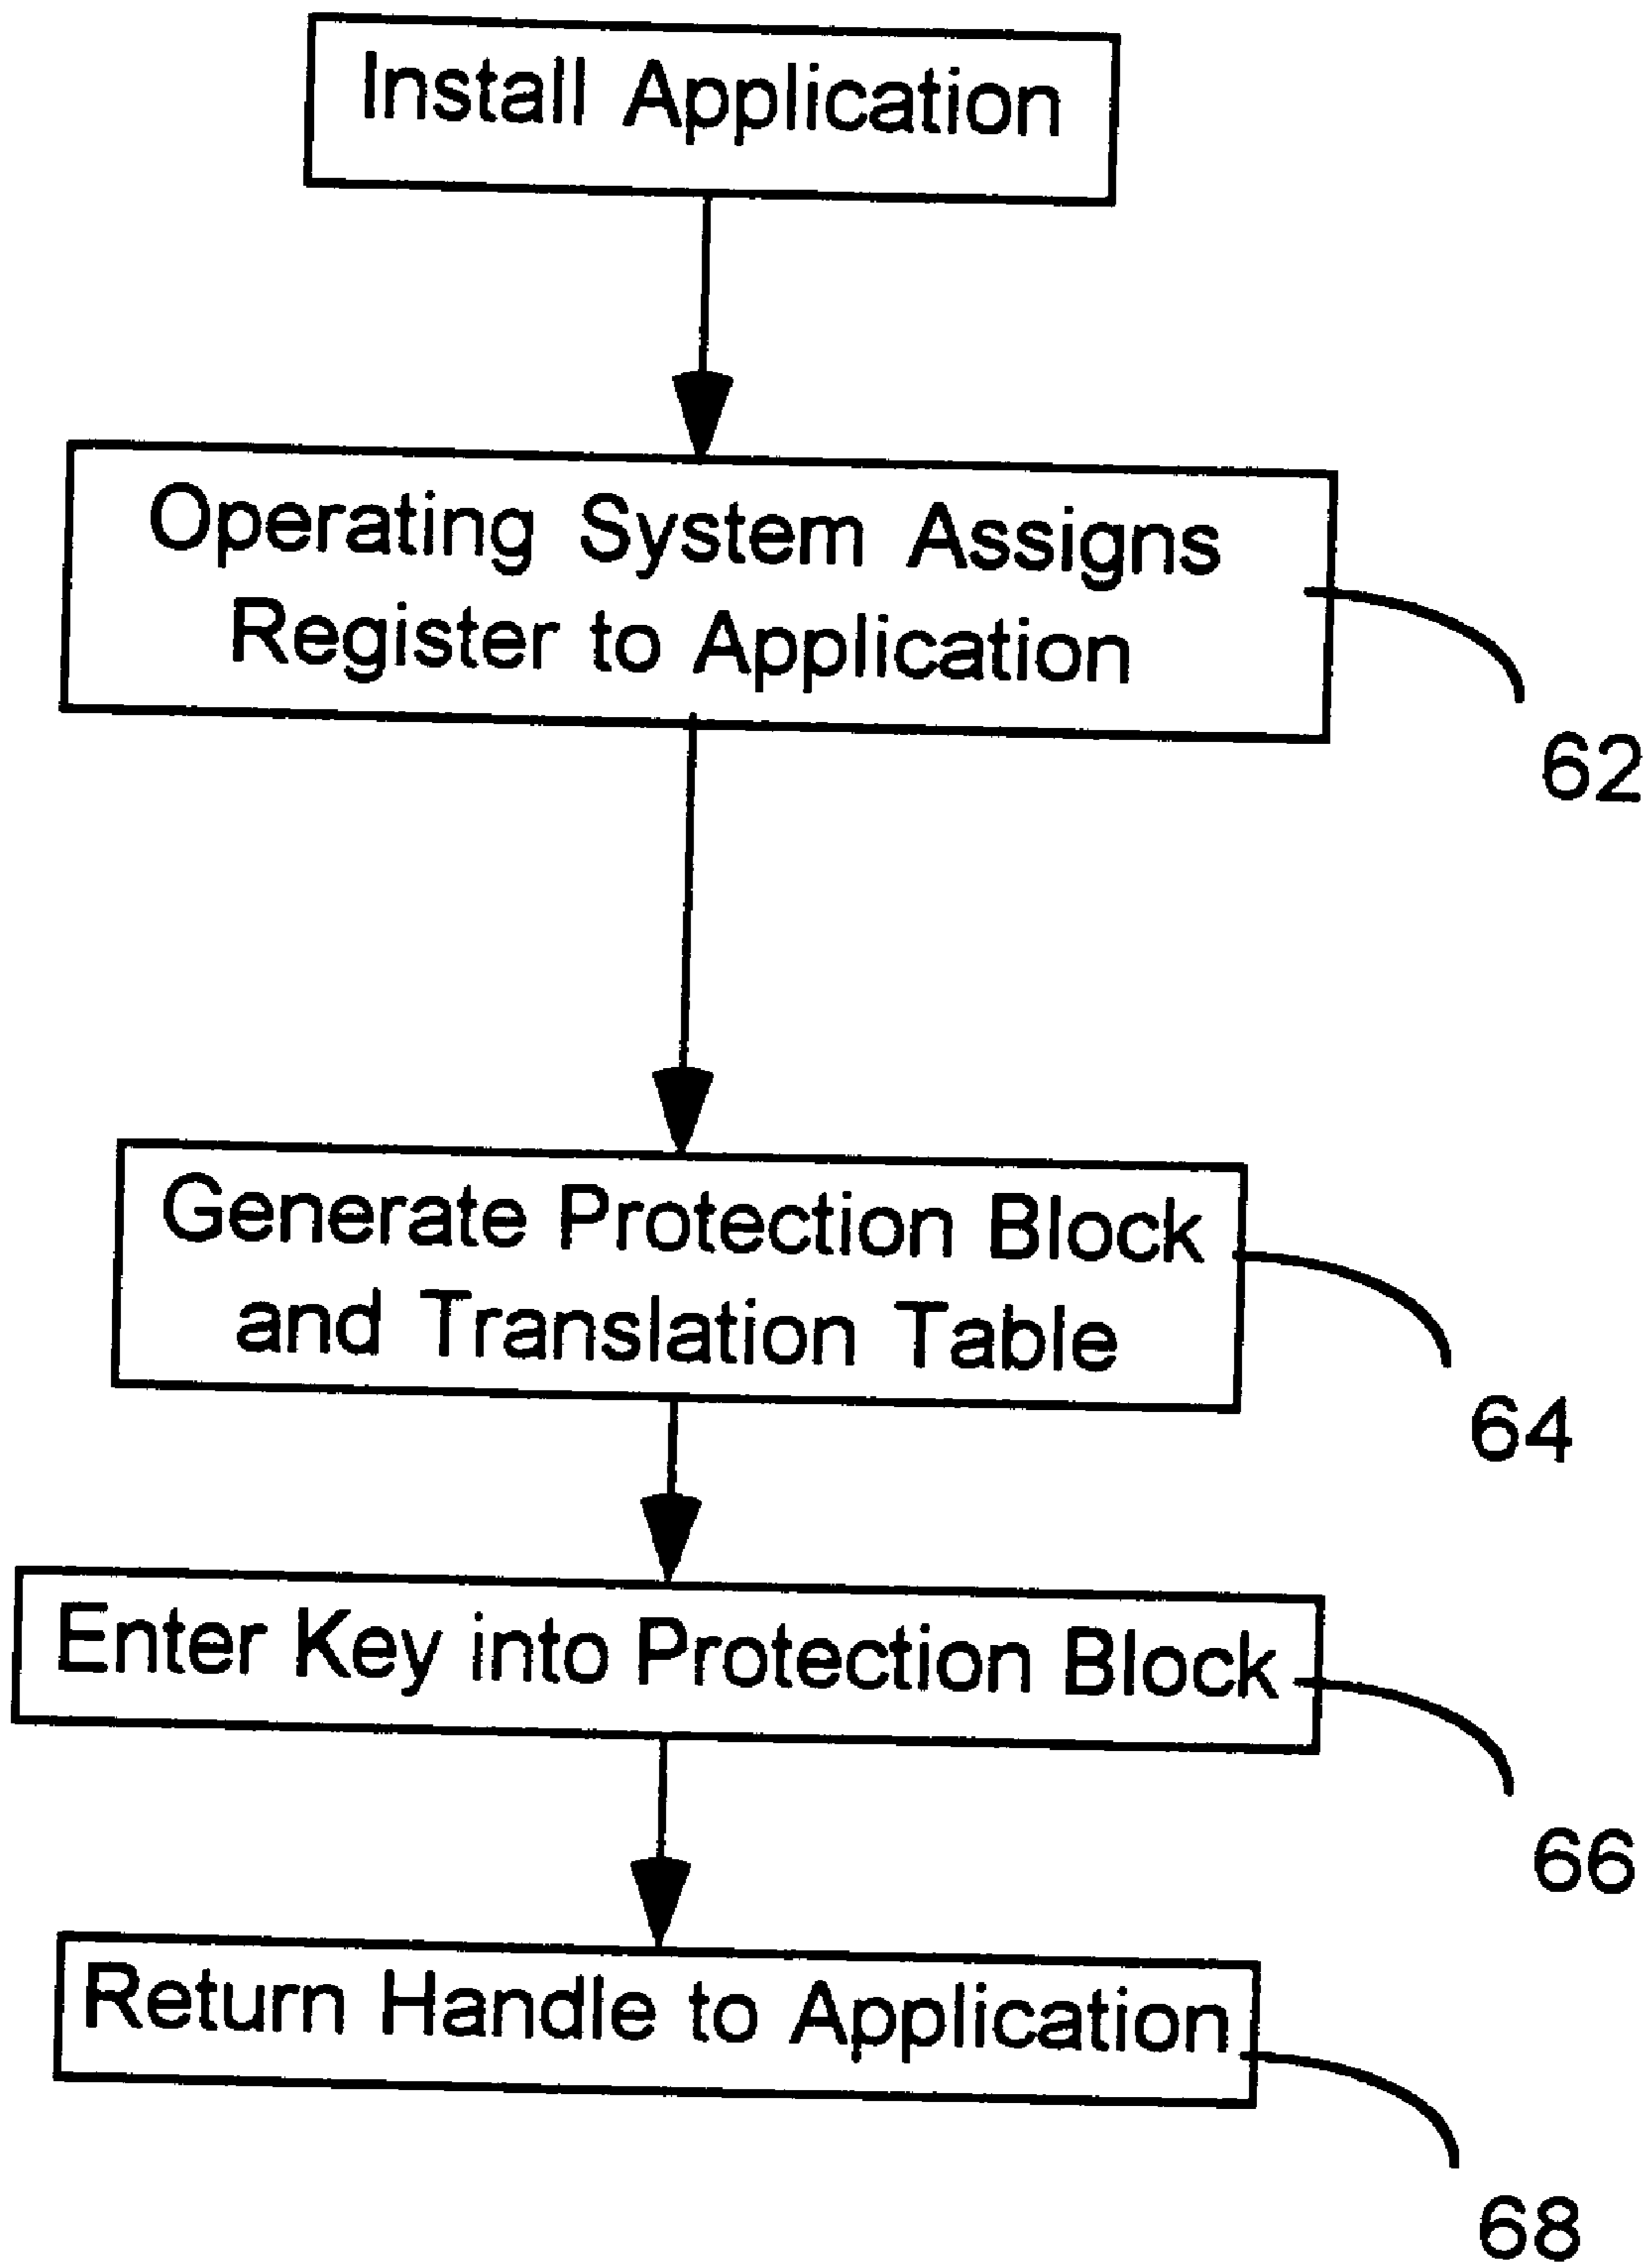 Install Application
Operating System Assigns
Register to Application
62
Generate Protection Block
and Translation Table
64
Enter Key into Protection Block
66
Return Handle to Application
68